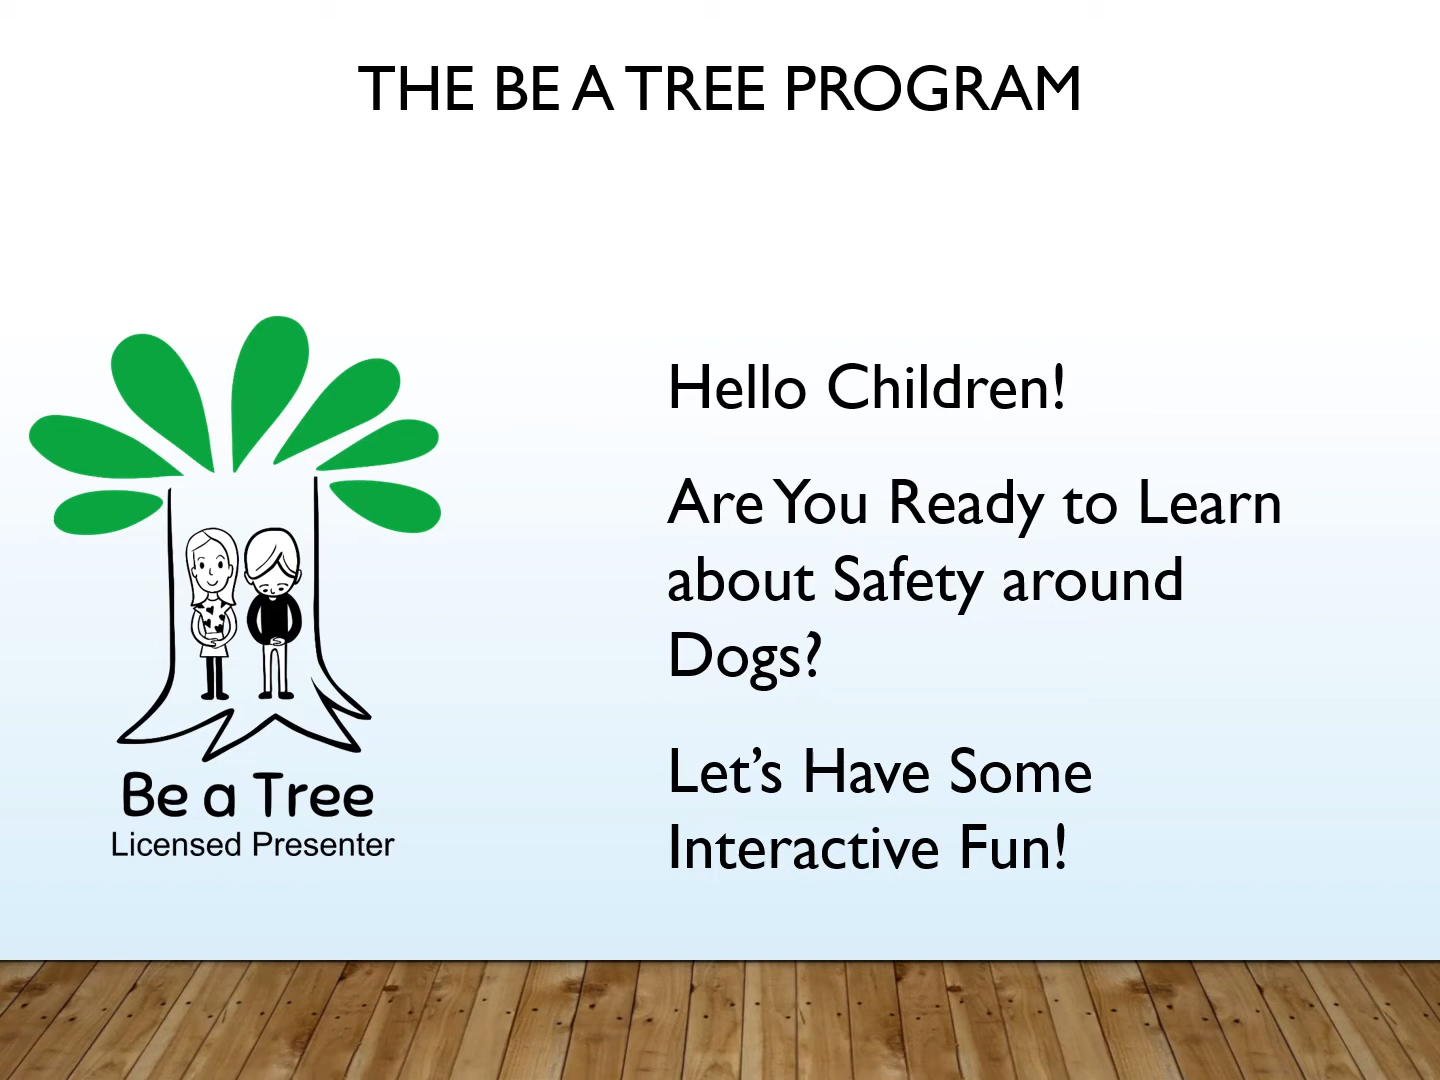 THE BE A TREE PROGRAM
Hello Children!
Are You Ready to Learn
about Safety around
Dogs?
Let’s Have Some
Interactive Fun!
Be a Tree
Licensed Presenter